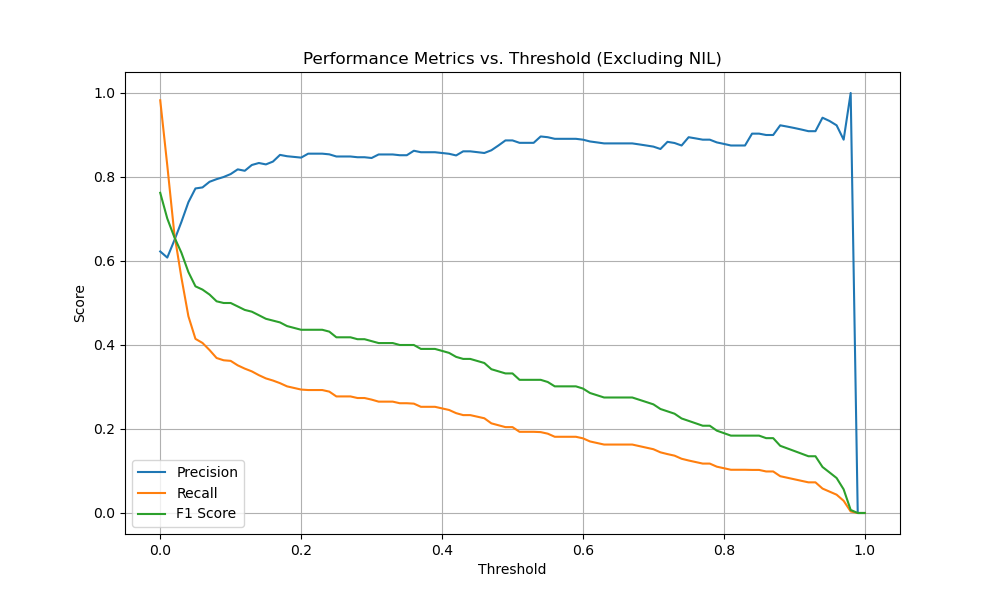 Performance Metrics vs. Threshold (Excluding NIL)
1.0
0.8
0.6
0.4
0.2
0.0
Score
Precision
Recall
F1 Score
0.0 0.2 0.4 0.6 0.8 1.0
Threshold